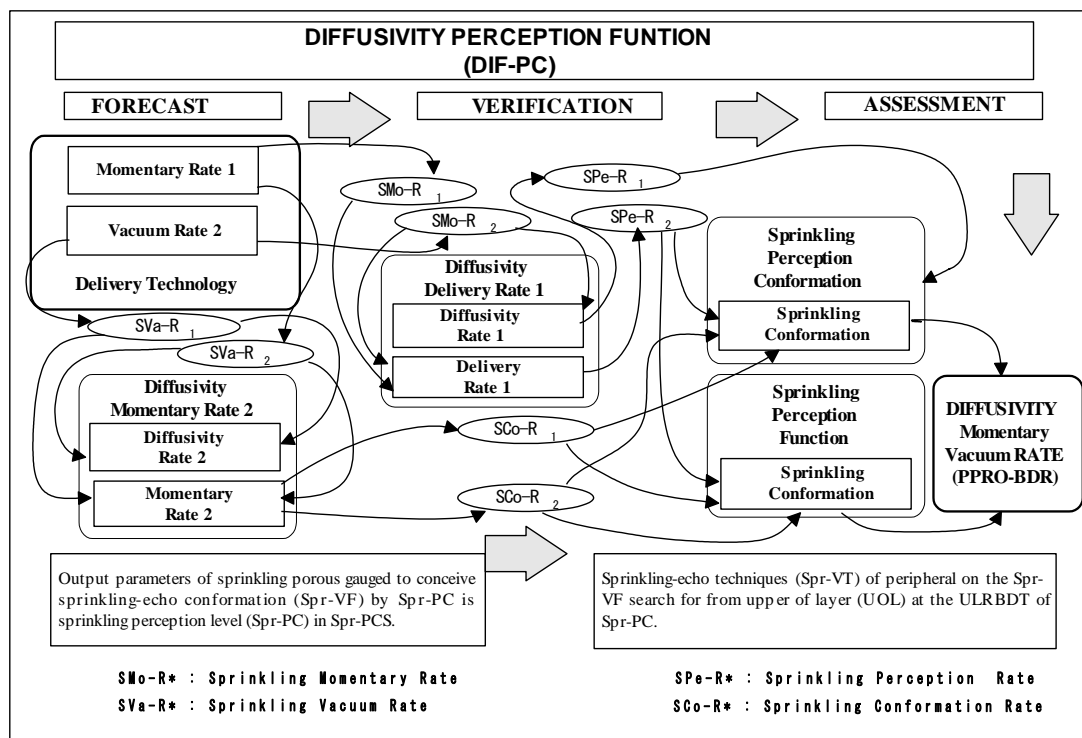 DIFFUSIVITY PERCEPTION FUNTION
(DIF-PC)
FORECAST
VERIFICATION
ASSESSMENT
Momentary Rate 1
Vacuum Rate 2
Delivery Technology
SMo-R 1
SMo-R 2
SPe-R 1
SPe-R 2
SVa-R 1
SVa-R 2
Diffusivity
Delivery Rate 1
Diffusivity
Rate 1
Delivery
Rate 1
Sprinkling
Perception
Conformation
Sprinkling
Conformation
Diffusivity
Momentary Rate 2
Diffusivity
Rate 2
Momentary
Rate 2
SCo-R 1
SCo-R 2
Sprinkling
Perception
Function
Sprinkling
Conformation
DIFFUSIVITY
Momentary
Vacuum RATE
(PPRO-BDR)
Output parameters of sprinkling porous gauged to conceive
sprinkling-echo conformation (Spr-VF) by Spr-PC is
sprinkling perception level (Spr-PC) in Spr-PCS.
Sprinkling-echo techniques (Spr-VT) of peripheral on the Spr-
VF search for from upper of layer (UOL) at the ULRBDT of
Spr-PC.
SMo-R* : Sprinkling Momentary Rate
SVa-R* : Sprinkling Vacuum Rate
SPe-R* : Sprinkling Perception Rate
SCo-R* : Sprinkling Conformation Rate